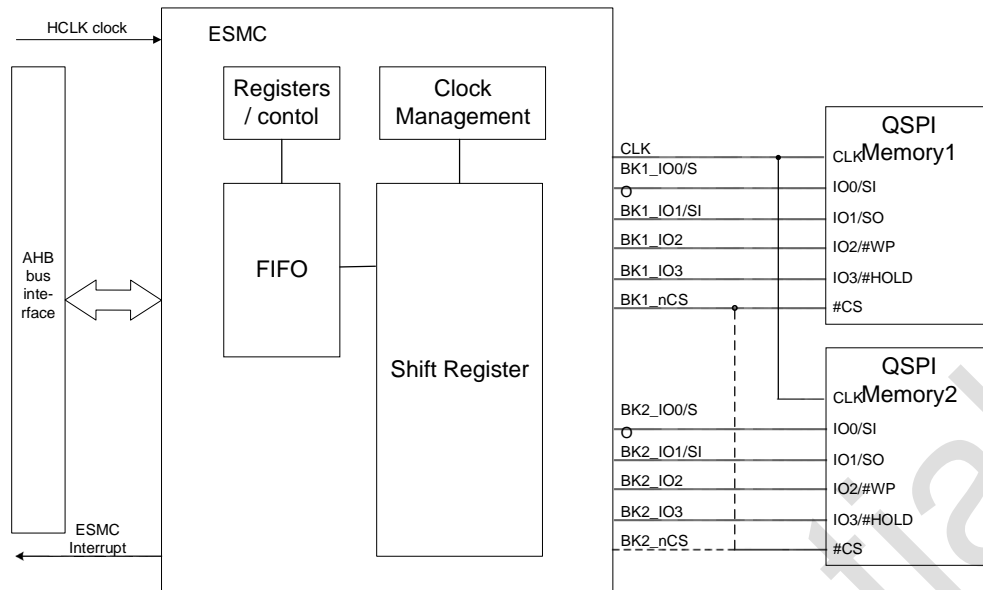 HCLK clock
ESMC
Registers
/ contol
Clock
Management
FIFO
Shift Register
AHB
bus
inte-
rface
ESMC
Interrupt
CLK
BK1_IO0/S
O
BK1_IO1/SI
BK1_IO2
BK1_IO3
BK1_nCS
QSPI
Memory1
CLK
IO0/SI
IO1/SO
IO2/#WP
IO3/#HOLD
#CS
BK2_IO0/S
O
BK2_IO1/SI
BK2_IO2
BK2_IO3
BK2_nCS
QSPI
Memory2
CLK
IO0/SI
IO1/SO
IO2/#WP
IO3/#HOLD
#CS
tial